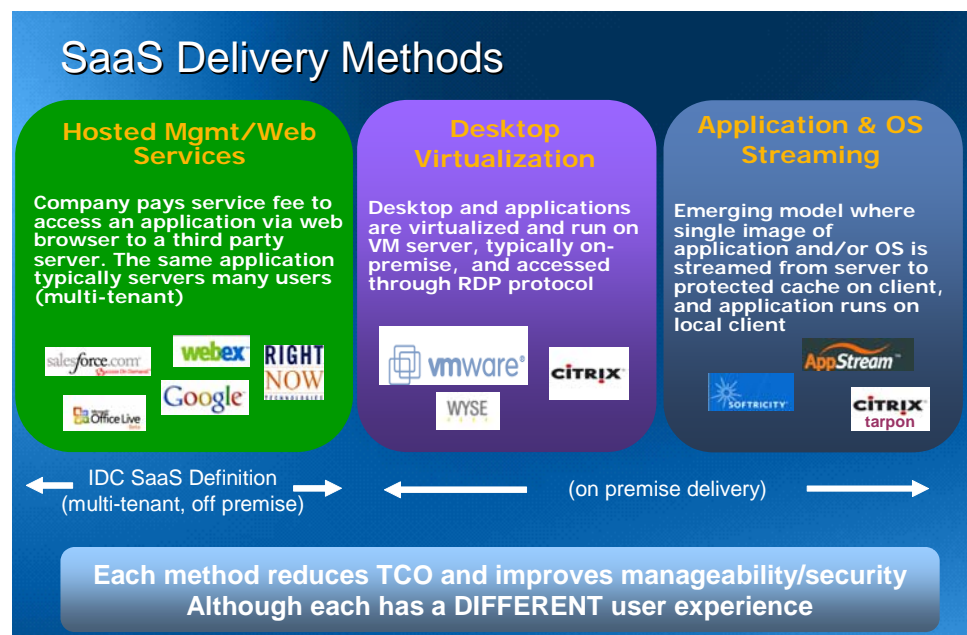 SaaS Delivery Methods
Hosted Mgmt/Web
Services
Company pays service fee to
access an application via web
browser to a third party
server. The same application
typically servers many users
(multi-tenant)
salesforce.com
Success On Demand
webex
RIGHT
NOW
TECHNOLOGIES
Google
Office Live
Desktop
Virtualization
Desktop and applications
are virtualized and run on
VM server, typically on-
premise, and accessed
through RDP protocol
vmware®
CITRIX
WYSE
Application & OS
Streaming
Emerging model where
single image of
application and/or OS is
streamed from server to
protected cache on client,
and application runs on
local client
AppStream™
SOFTRICITY
CITRIX
tarpon
IDC SaaS Definition
(multi-tenant, off premise)
(on premise delivery)
Each method reduces TCO and improves manageability/security
Although each has a DIFFERENT user experience